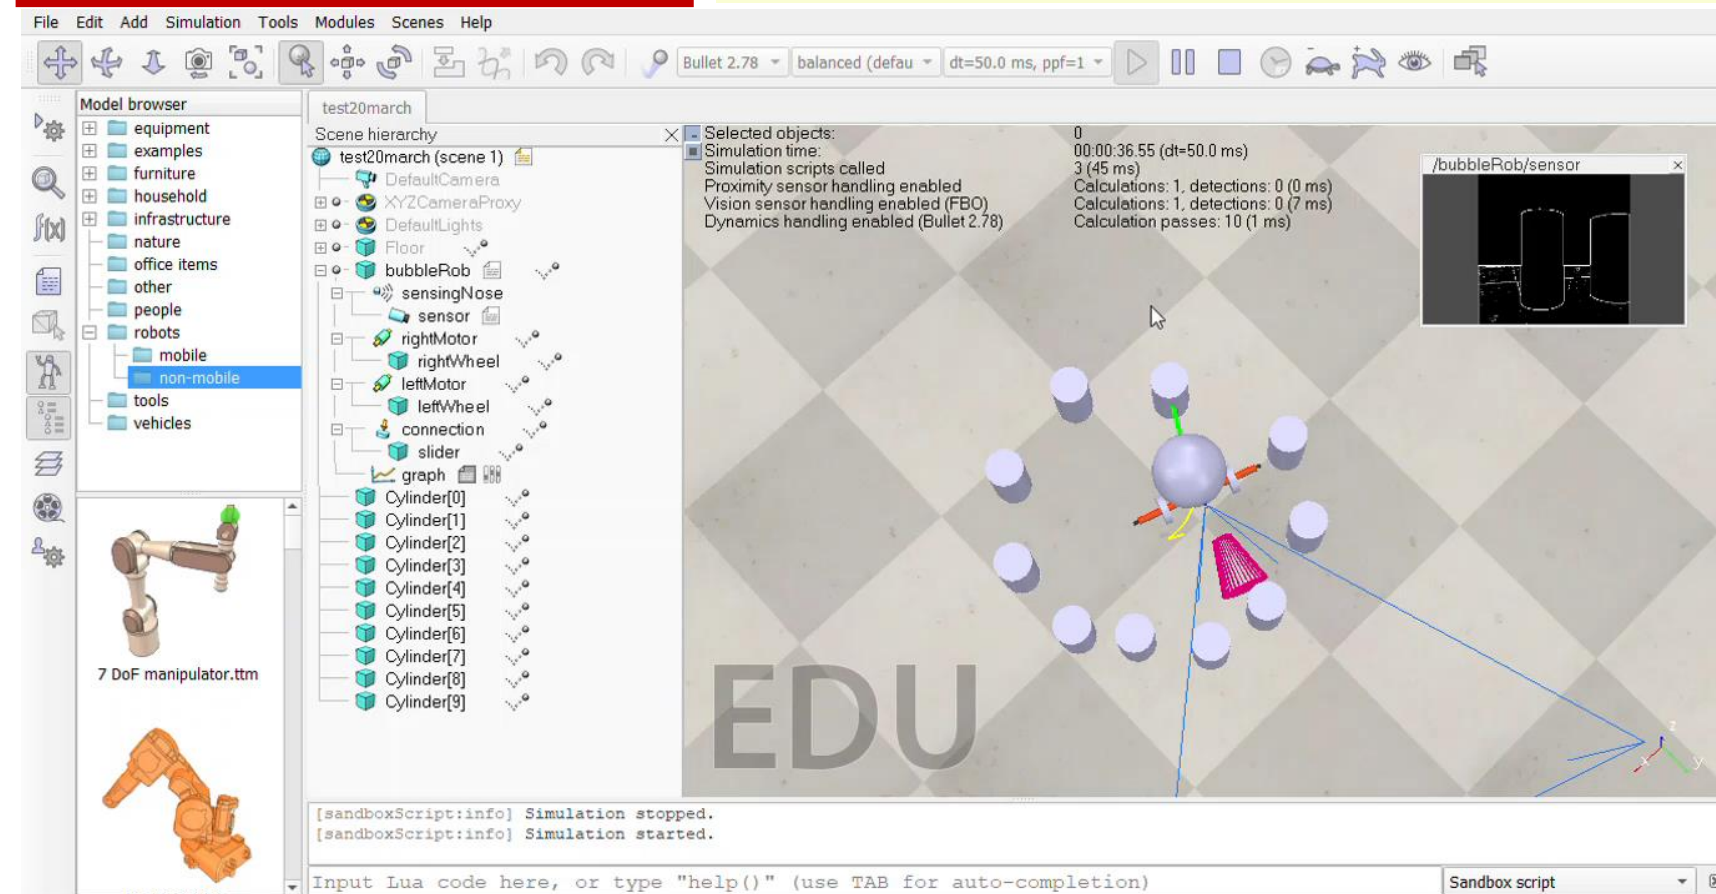 File Edit Add Simulation Tools Modules Scenes Help
Bullet 2.78 balanced (defau dt=50.0 ms, ppf=1
Model browser
equipment
examples
furniture
household
infrastructure
nature
office items
other
people
robots
mobile
non-mobile
tools
vehicles
7 DoF manipulator.ttm
test20march
Scene hierarchy
test20march (scene 1)
DefaultCamera
XYZCameraProxy
DefaultLights
Floor
bubbleRob
sensingNose
sensor
rightMotor
rightWheel
leftMotor
leftWheel
connection
slider
graph
Cylinder[0]
Cylinder[1]
Cylinder[2]
Cylinder[3]
Cylinder[4]
Cylinder[5]
Cylinder[6]
Cylinder[7]
Cylinder[8]
Cylinder[9]
Selected objects: 0
Simulation time: 00:00:36.55 (dt=50.0 ms)
Simulation scripts called 3 (45 ms)
Proximity sensor handling enabled Calculations: 1, detections: 0 (0 ms)
Vision sensor handling enabled (FBO) Calculations: 1, detections: 0 (7 ms)
Dynamics handling enabled (Bullet 2.78) Calculation passes: 10 (1 ms)
/bubbleRob/sensor
EDU
x
y
z
[sandboxScript:info] Simulation stopped.
[sandboxScript:info] Simulation started.
Input Lua code here, or type "help()" (use TAB for auto-completion)
Sandbox script